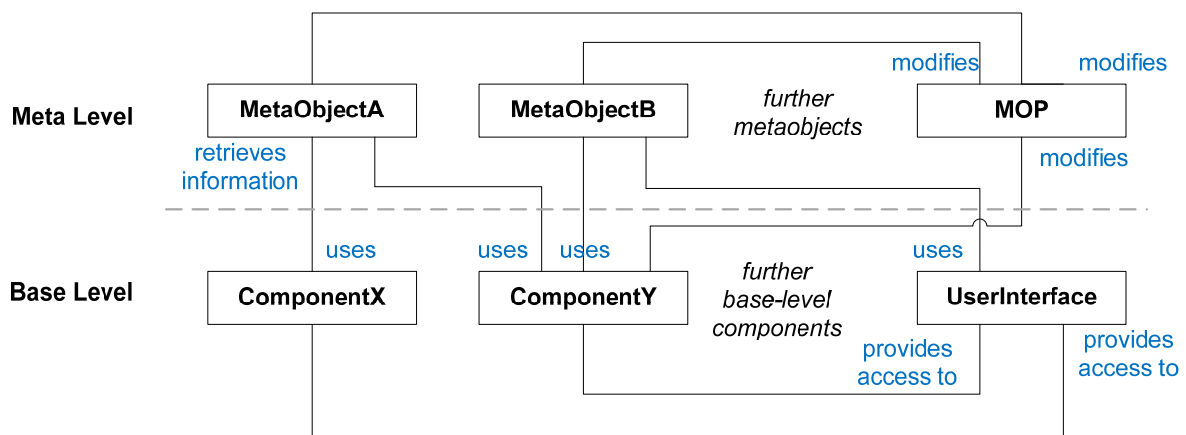 modifies
modifies
Meta Level
MetaObjectA
MetaObjectB
further
metaobjects
MOP
retrieves
information
modifies
uses
uses
uses
uses
Base Level
ComponentX
ComponentY
further
base-level
components
UserInterface
provides
access to
provides
access to